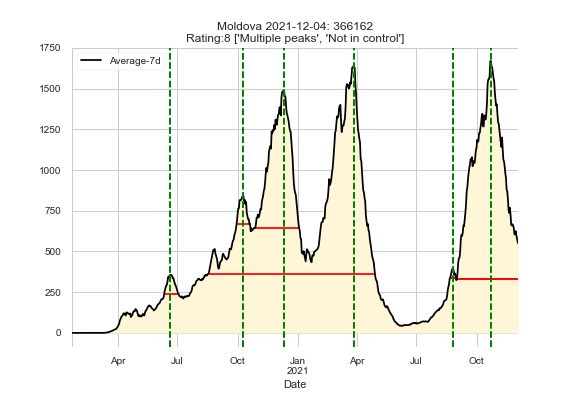 Moldova 2021-12-04: 366162
Rating:8 ['Multiple peaks', 'Not in control']
1750
Average-7d
1500
1250
1000
750
500
250
0
Apr Jul Oct Jan Apr Jul Oct
2021
Date